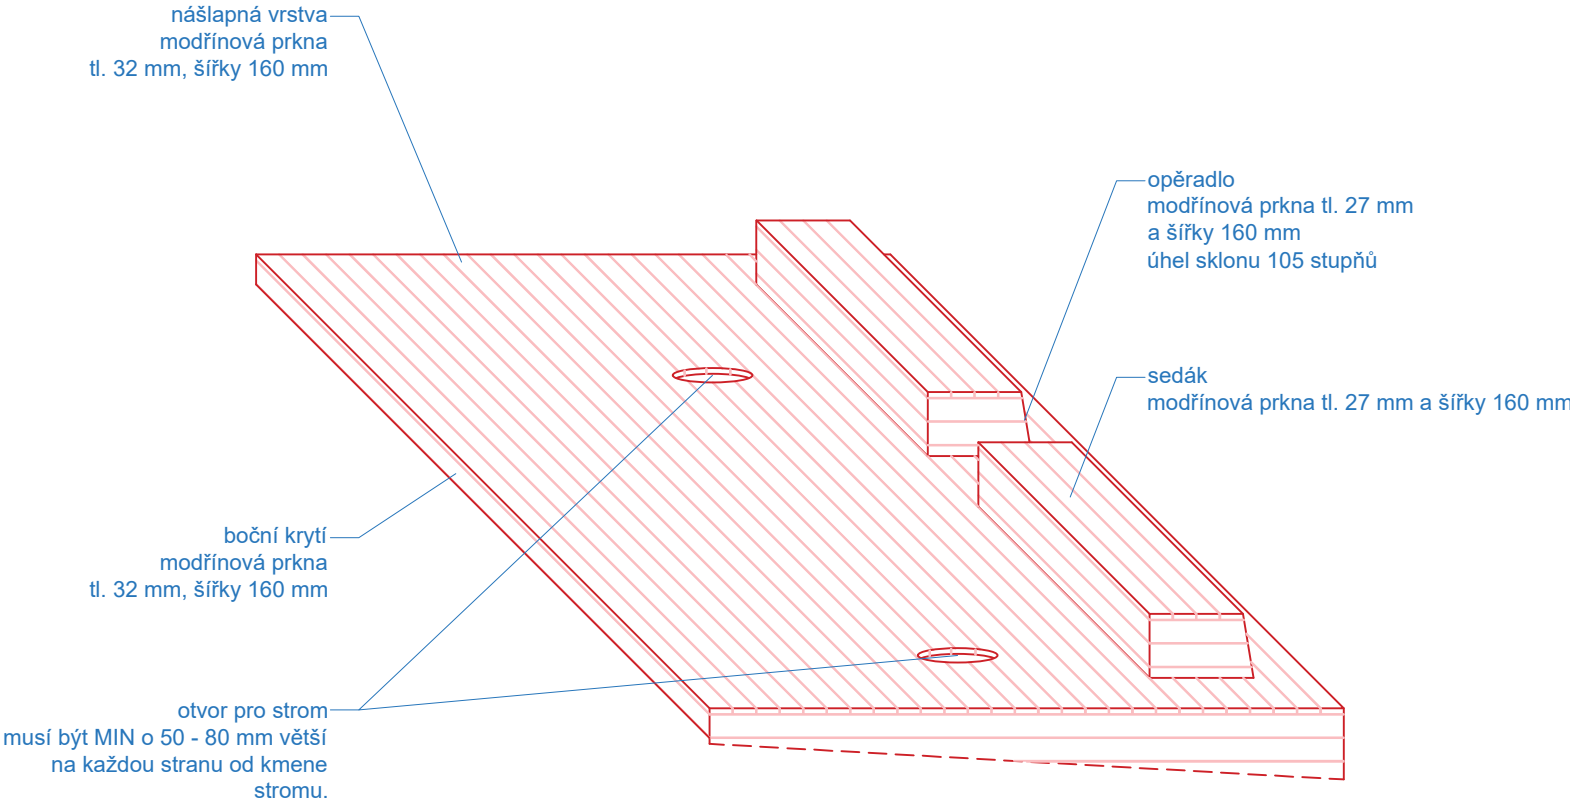 nášlapná vrstva
modřínová prkna
tl. 32 mm, šířky 160 mm
opěradlo
modřínová prkna tl. 27 mm
a šířky 160 mm
úhel sklonu 105 stupňů
sedák
modřínová prkna tl. 27 mm a šířky 160 mm
boční krytí
modřínová prkna
tl. 32 mm, šířky 160 mm
otvor pro strom
musí být MIN o 50 - 80 mm větší
na každou stranu od kmene
stromu.